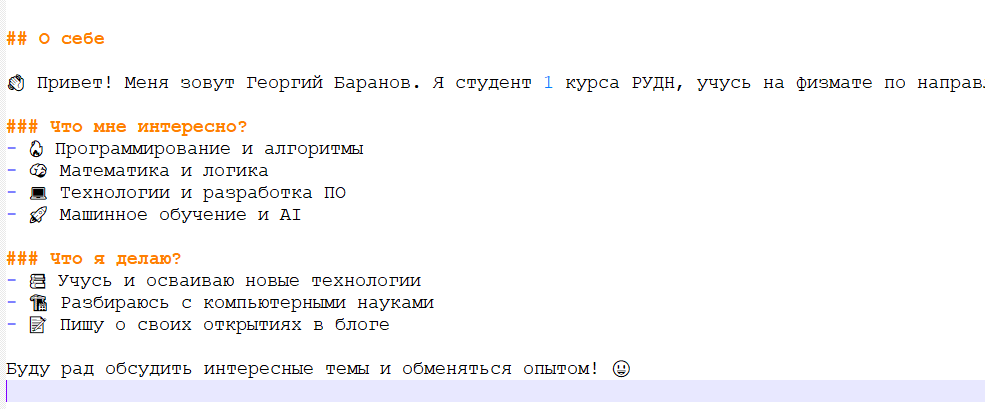 ## О себе
👋 Привет! Меня зовут Георгий Баранов. Я студент 1 курса РУДН, учусь на физмате по
### Что мне интересно?
- 🔥 Программирование и алгоритмы
- 🧠 Математика и логика
- 💻 Технологии и разработка ПО
- 🚀 Машинное обучение и AI
### Что я делаю?
- 📚 Учусь и осваиваю новые технологии
- 🏗 Разбираюсь с компьютерными науками
- 📝 Пишу о своих открытиях в блоге
Буду рад обсудить интересные темы и обменяться опытом! 😃